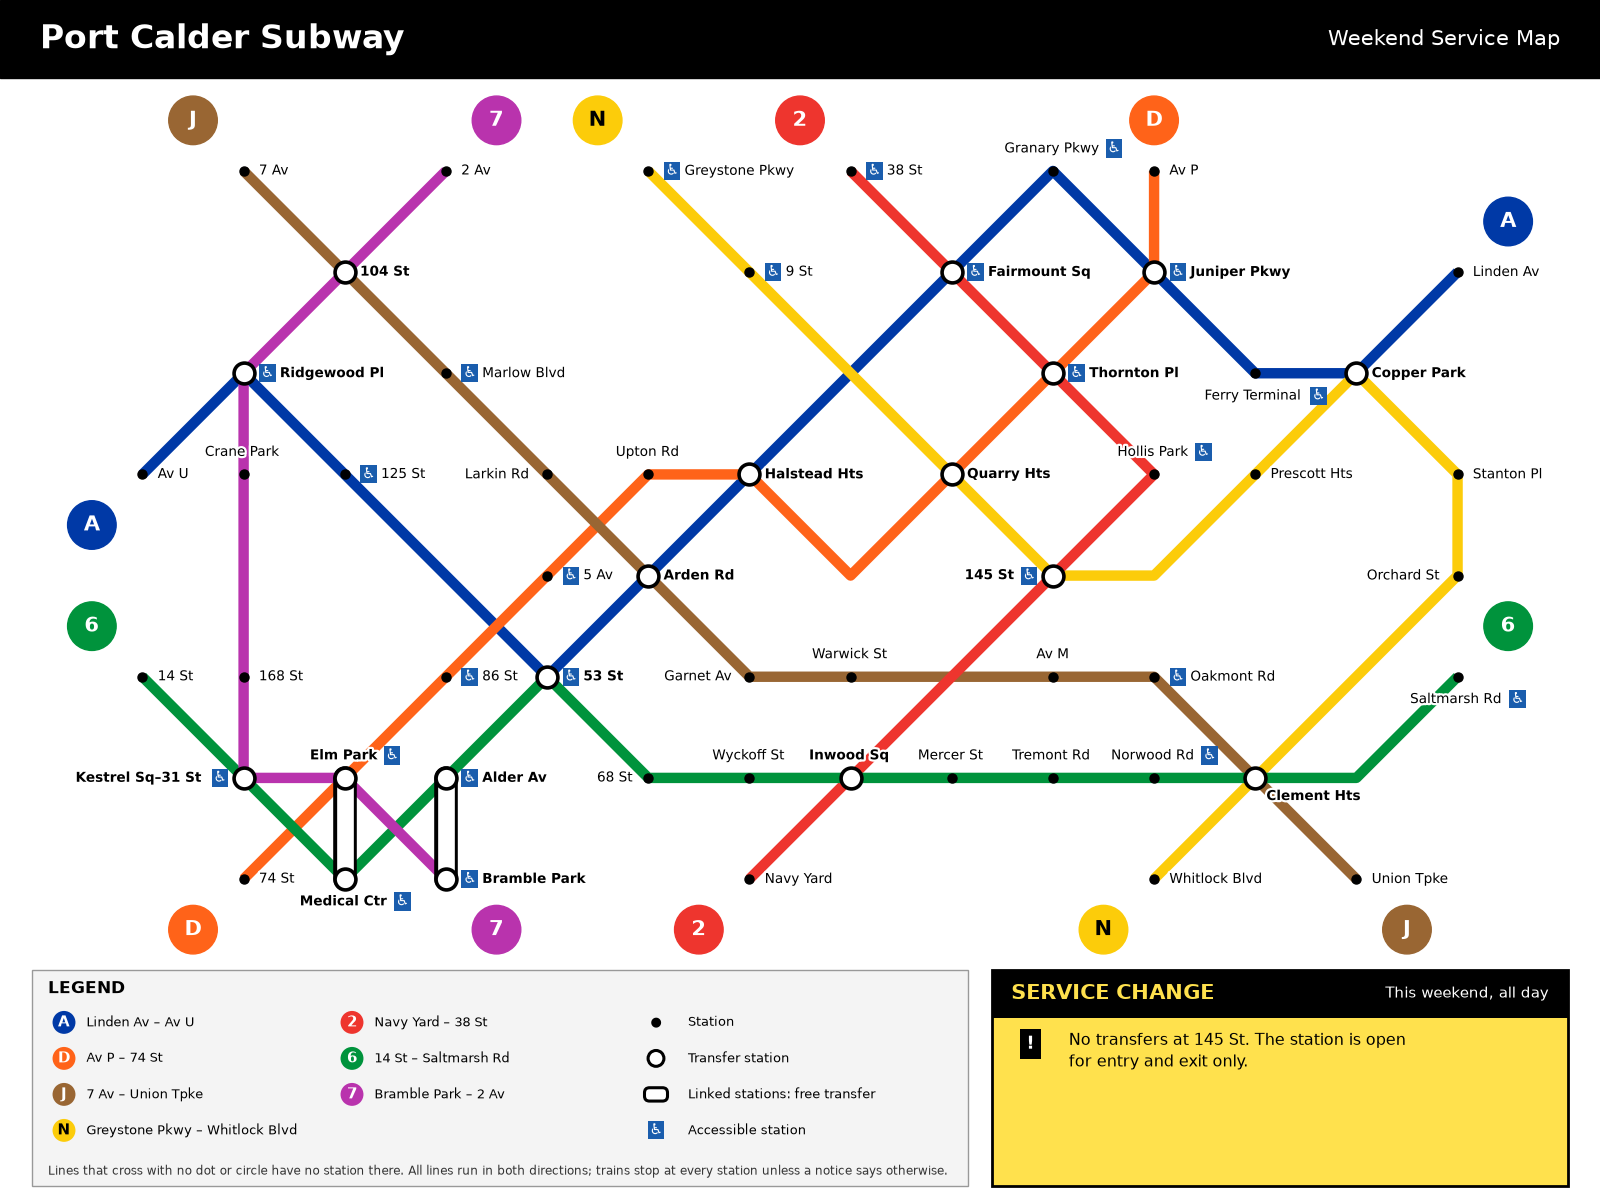 Port Calder Subway
Weekend Service Map
J
7
N
2
D
Granary Pkwy
7 Av
2 Av
Greystone Pkwy
38 St
Av P
A
104 St
9 St
Fairmount Sq
Juniper Pkwy
Linden Av
Ridgewood Pl
Marlow Blvd
Thornton Pl
Copper Park
Ferry Terminal
Crane Park
Upton Rd
Hollis Park
Av U
125 St
Larkin Rd
Halstead Hts
Quarry Hts
Prescott Hts
Stanton Pl
A
5 Av
Arden Rd
145 St
Orchard St
6
6
Warwick St
Av M
14 St
168 St
86 St
53 St
Garnet Av
Oakmont Rd
Saltmarsh Rd
Elm Park
Wyckoff St
Inwood Sq
Mercer St
Tremont Rd
Norwood Rd
Kestrel Sq–31 St
Alder Av
68 St
Clement Hts
74 St
Bramble Park
Navy Yard
Whitlock Blvd
Union Tpke
Medical Ctr
D
7
2
N
J
LEGEND
A Linden Av – Av U
D Av P – 74 St
J 7 Av – Union Tpke
N Greystone Pkwy – Whitlock Blvd
2 Navy Yard – 38 St
6 14 St – Saltmarsh Rd
7 Bramble Park – 2 Av
Station
Transfer station
Linked stations: free transfer
Accessible station
Lines that cross with no dot or circle have no station there. All lines run in both directions; trains stop at every station unless a notice says otherwise.
SERVICE CHANGE
This weekend, all day
! No transfers at 145 St. The station is open
for entry and exit only.